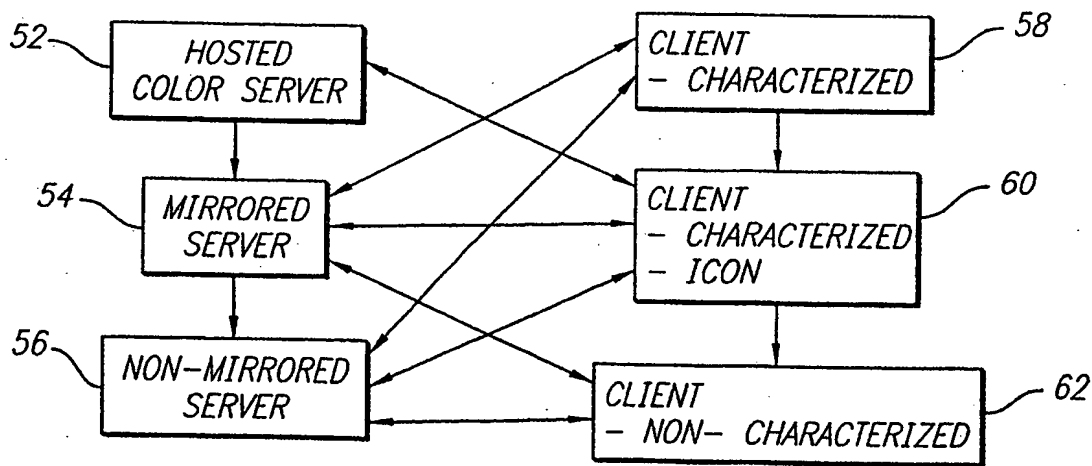 52
HOSTED
COLOR SERVER
58
CLIENT
- CHARACTERIZED
54
MIRRORED
SERVER
60
CLIENT
- CHARACTERIZED
- ICON
56
NON-MIRRORED
SERVER
62
CLIENT
- NON- CHARACTERIZED